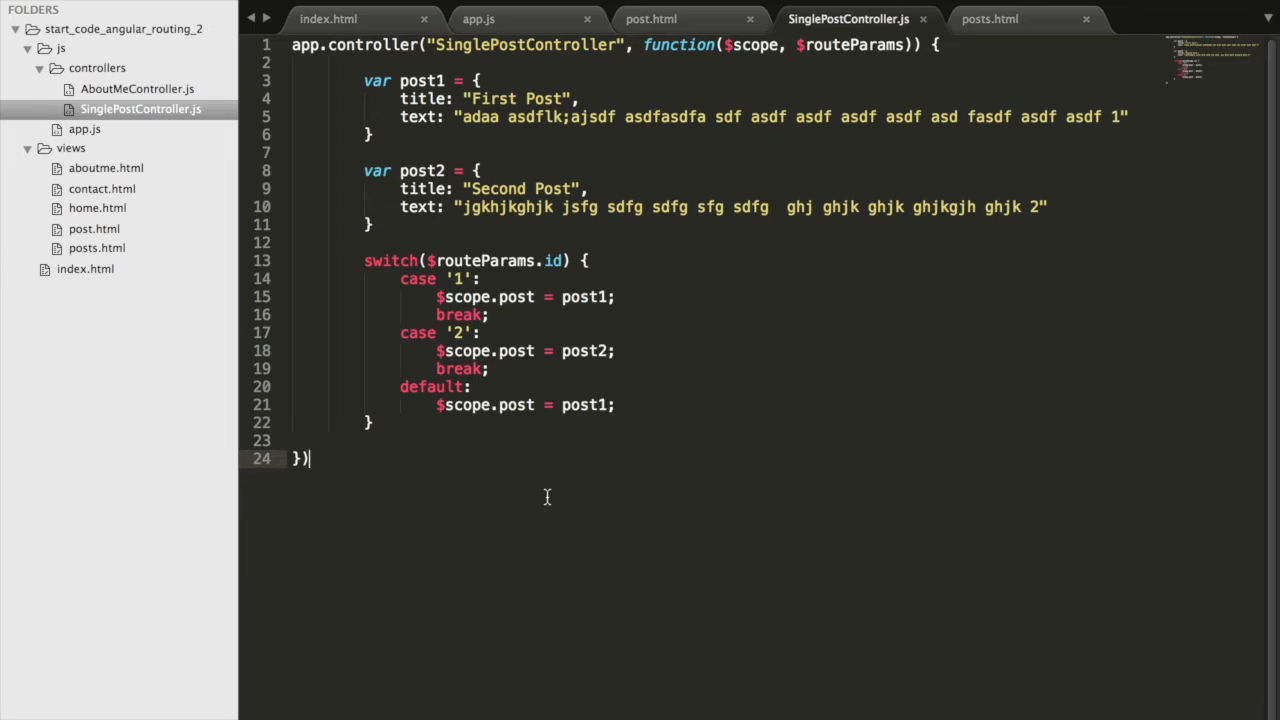 FOLDERS
start_code_angular_routing_2
js
controllers
AboutMeController.js
SinglePostController.js
app.js
views
aboutme.html
contact.html
home.html
post.html
posts.html
index.html
index.html app.js post.html SinglePostController.js posts.html
1 app.controller("SinglePostController", function($scope, $routeParams)) {
2
3 var post1 = {
4 title: "First Post",
5 text: "adaa asdflk;ajsdf asdfasdfa sdf asdf asdf asdf asdf asd fasdf asdf asdf 1"
6 }
7
8 var post2 = {
9 title: "Second Post",
10 text: "jgkhjkghjk jsfg sdfg sdfg sfg sdfg  ghj ghjk ghjk ghjkgjh ghjk 2"
11 }
12
13 switch($routeParams.id) {
14 case '1':
15 $scope.post = post1;
16 break;
17 case '2':
18 $scope.post = post2;
19 break;
20 default:
21 $scope.post = post1;
22 }
23
24 })